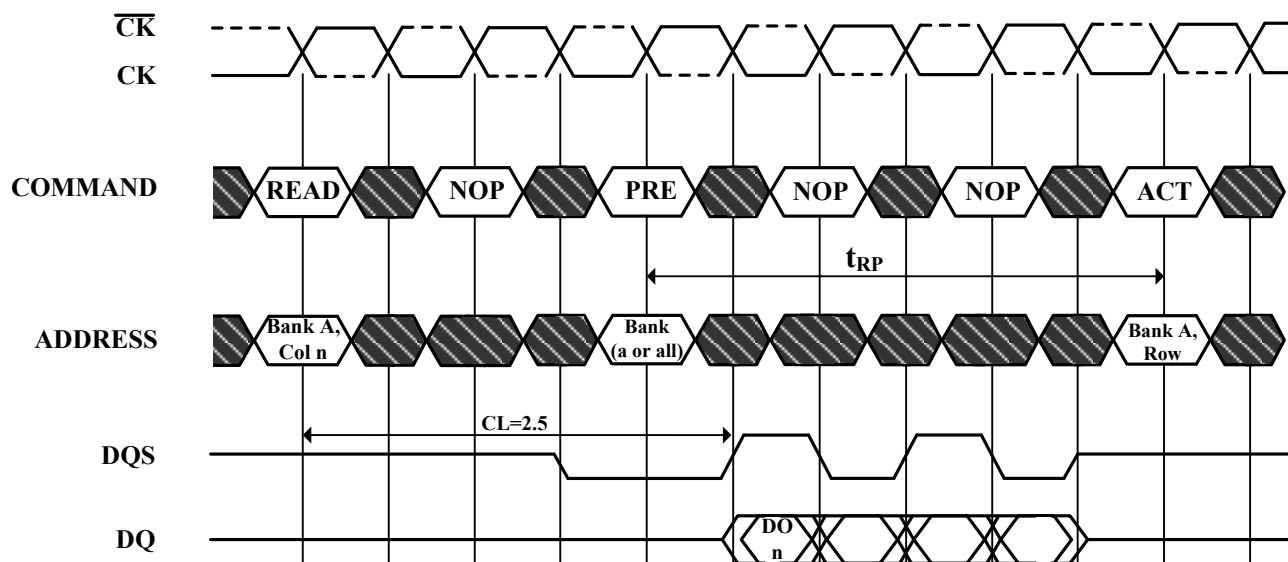 CK
CK
COMMAND
READ NOP PRE NOP NOP ACT
tRP
ADDRESS
Bank A, Col n
Bank (a or all)
Bank A, Row
CL=2.5
DQS
DQ
DO n